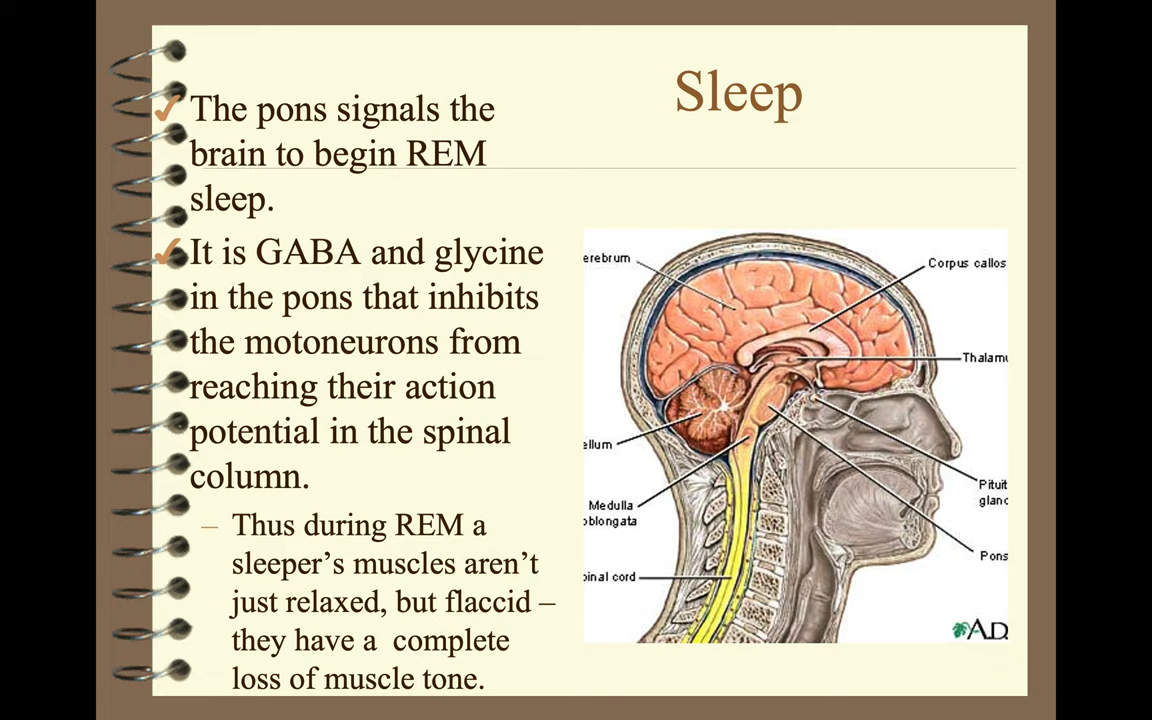 Sleep
The pons signals the
brain to begin REM
sleep.
It is GABA and glycine
in the pons that inhibits
the motoneurons from
reaching their action
potential in the spinal
column.
– Thus during REM a
sleeper’s muscles aren’t
just relaxed, but flaccid –
they have a complete
loss of muscle tone.
erebrum
Corpus callos
Thalam
ellum
Medulla
oblongata
Pituit
gland
Pons
pinal cord
A.D.